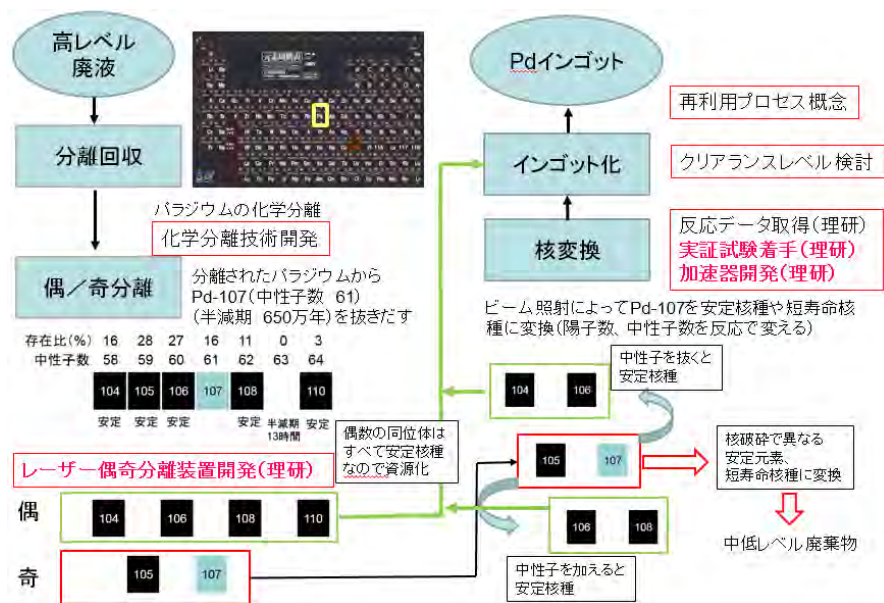 高レベル
廃液
分離回収
パラジウムの化学分離
化学分離技術開発
偶／奇分離
分離されたパラジウムから
Pd-107(中性子数 61)
(半減期 650万年)を抜きだす
存在比(%) 16 28 27 16 11 0 3
中性子数 58 59 60 61 62 63 64
104 105 106 107 108 110
安定 安定 安定 安定 半減期 安定
13時間
レーザー偶奇分離装置開発(理研)
偶数の同位体は
すべて安定核種
なので資源化
偶 104 106 108 110
奇 105 107
Pdインゴット
再利用プロセス概念
インゴット化
クリアランスレベル検討
核変換
反応データ取得(理研)
実証試験着手(理研)
加速器開発(理研)
ビーム照射によってPd-107を安定核種や短寿命核
種に変換(陽子数、中性子数を反応で変える)
中性子を抜くと
安定核種
104 106
105 107
核破砕で異なる
安定元素、
短寿命核種に変換
106 108
中性子を加えると
安定核種
中低レベル廃棄物